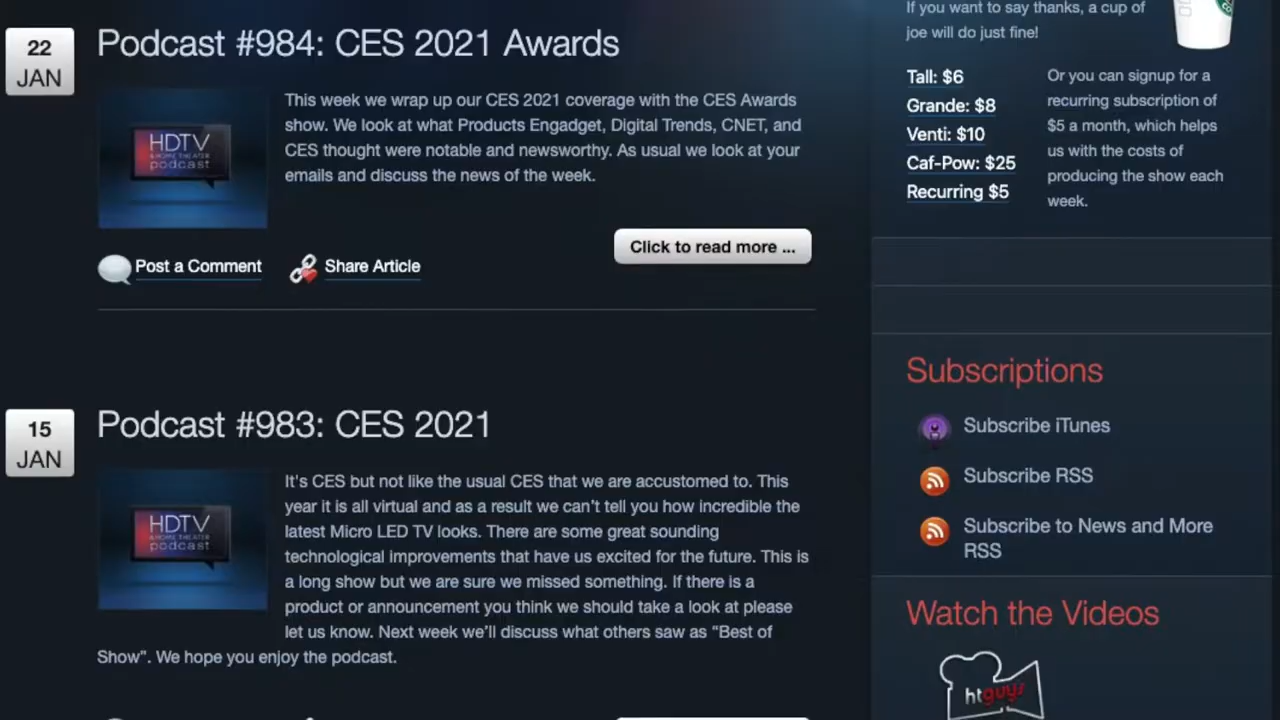 22
JAN
Podcast #984: CES 2021 Awards
HDTV
& HOME THEATER
podcast
This week we wrap up our CES 2021 coverage with the CES Awards
show. We look at what Products Engadget, Digital Trends, CNET, and
CES thought were notable and newsworthy. As usual we look at your
emails and discuss the news of the week.
Click to read more ...
Post a Comment
Share Article
15
JAN
Podcast #983: CES 2021
HDTV
& HOME THEATER
podcast
It's CES but not like the usual CES that we are accustomed to. This
year it is all virtual and as a result we can’t tell you how incredible the
latest Micro LED TV looks. There are some great sounding
technological improvements that have us excited for the future. This is
a long show but we are sure we missed something. If there is a
product or announcement you think we should take a look at please
let us know. Next week we’ll discuss what others saw as “Best of
Show”. We hope you enjoy the podcast.
If you want to say thanks, a cup of
joe will do just fine!
Tall: $6
Grande: $8
Venti: $10
Caf-Pow: $25
Recurring $5
Or you can signup for a
recurring subscription of
$5 a month, which helps
us with the costs of
producing the show each
week.
Subscriptions
Subscribe iTunes
Subscribe RSS
Subscribe to News and More
RSS
Watch the Videos
htguys